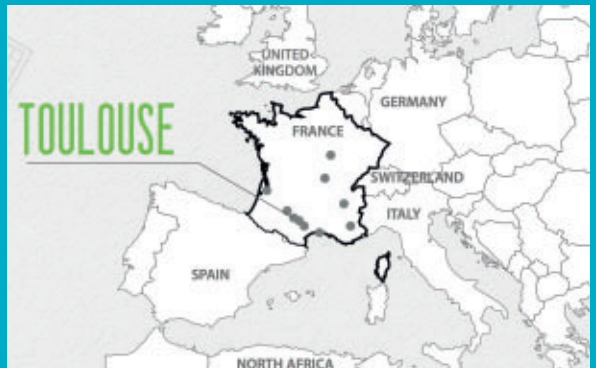 UNITED
KINGDOM
GERMANY
TOULOUSE
FRANCE
SWITZERLAND
ITALY
SPAIN
NORTH AFRICA